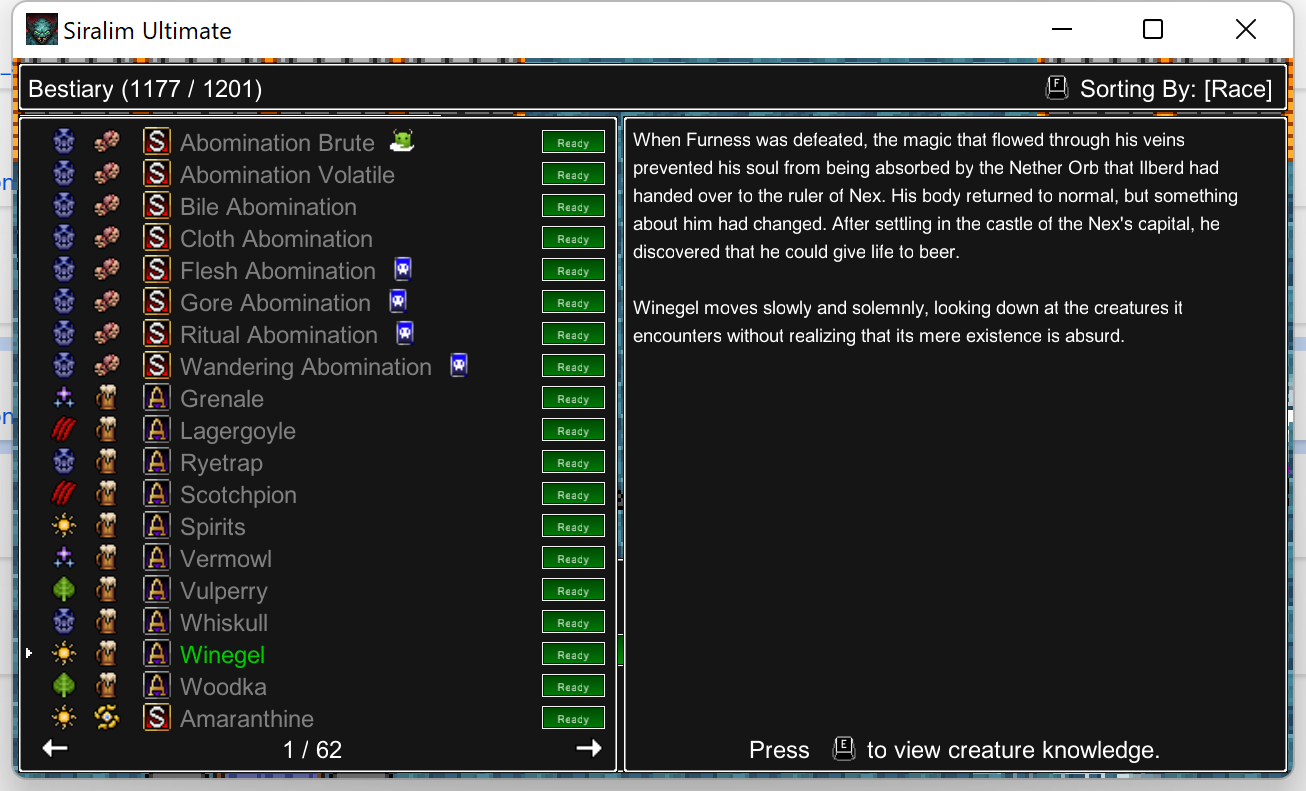 Siralim Ultimate
Bestiary (1177 / 1201)
F Sorting By: [Race]
S Abomination Brute Ready
S Abomination Volatile Ready
S Bile Abomination Ready
S Cloth Abomination Ready
S Flesh Abomination Ready
S Gore Abomination Ready
S Ritual Abomination Ready
S Wandering Abomination Ready
A Grenale Ready
A Lagergoyle Ready
A Ryetrap Ready
A Scotchpion Ready
A Spirits Ready
A Vermowl Ready
A Vulperry Ready
A Whiskull Ready
A Winegel Ready
A Woodka Ready
S Amaranthine Ready
1 / 62
When Furness was defeated, the magic that flowed through his veins
prevented his soul from being absorbed by the Nether Orb that Ilberd had
handed over to the ruler of Nex. His body returned to normal, but something
about him had changed. After settling in the castle of the Nex's capital, he
discovered that he could give life to beer.
Winegel moves slowly and solemnly, looking down at the creatures it
encounters without realizing that its mere existence is absurd.
Press E to view creature knowledge.